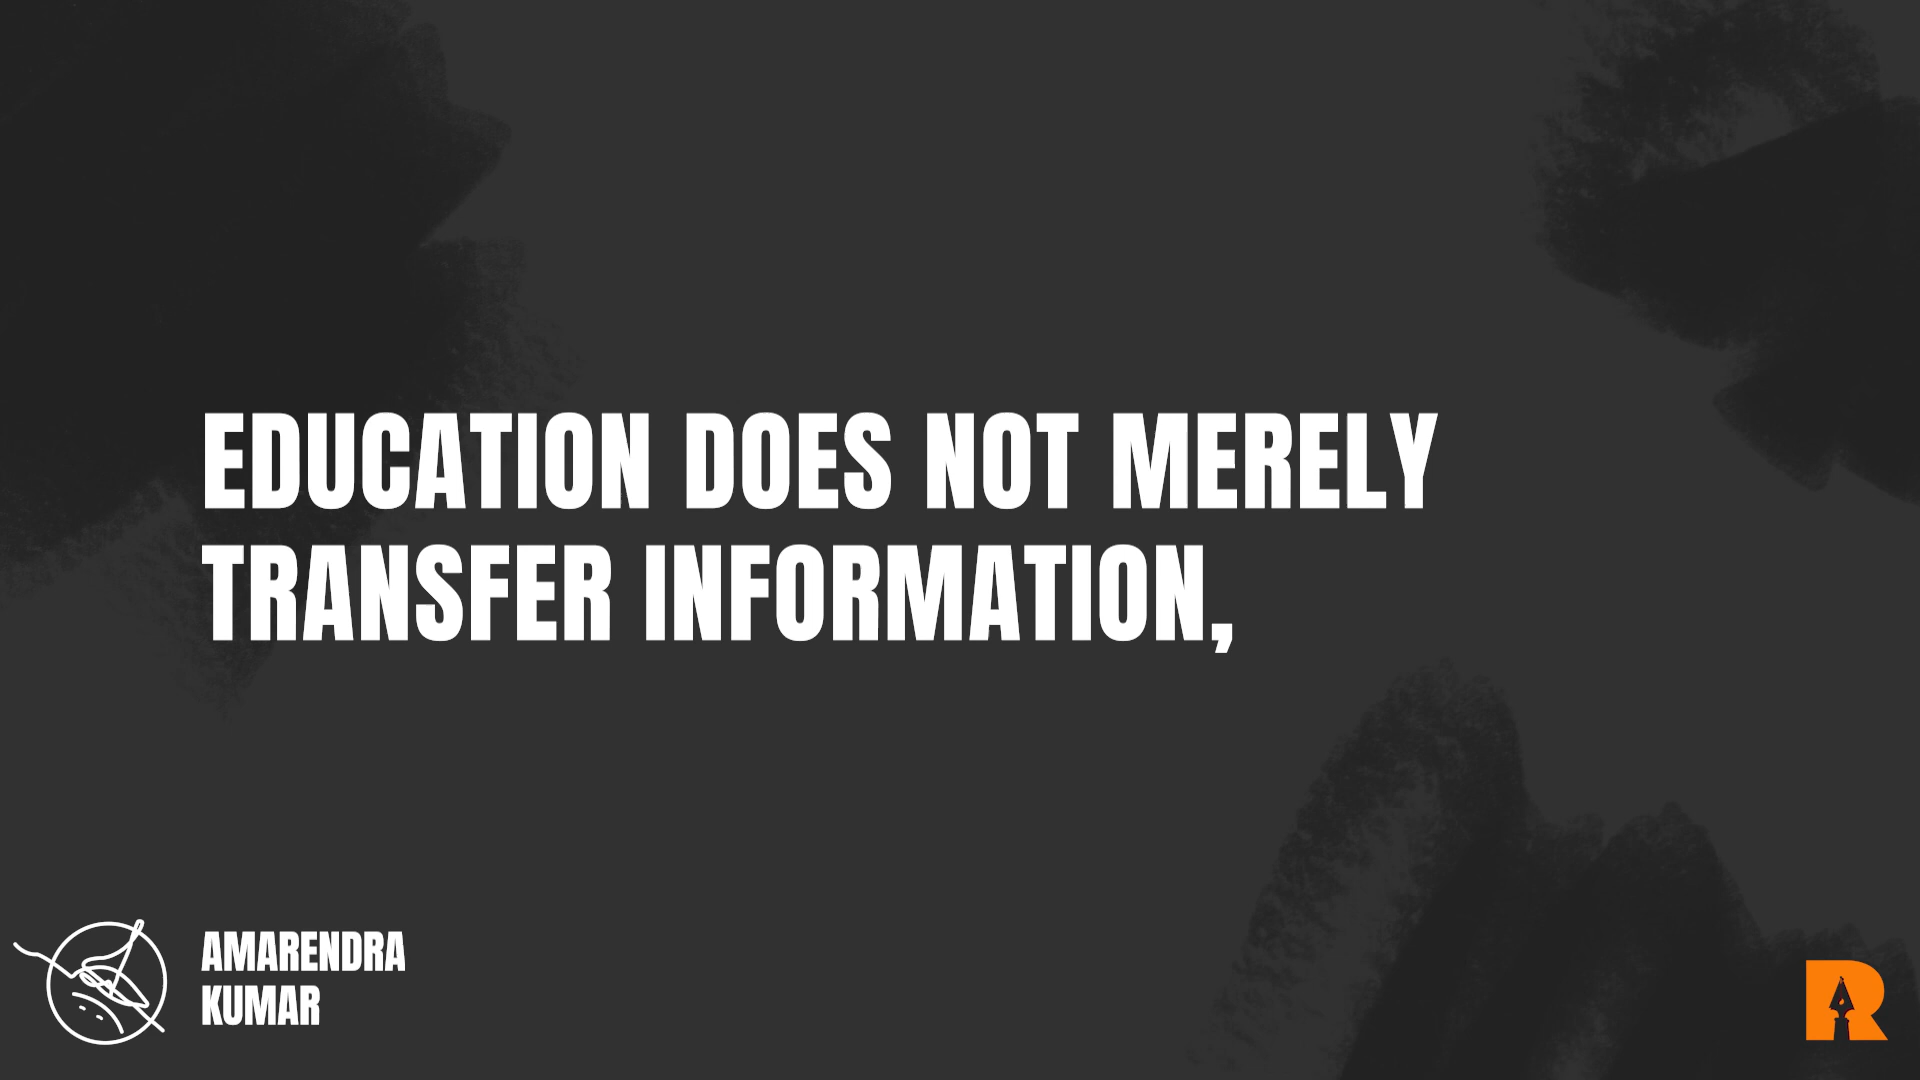 EDUCATION DOES NOT MERELY
TRANSFER INFORMATION,
AMARENDRA
KUMAR
R